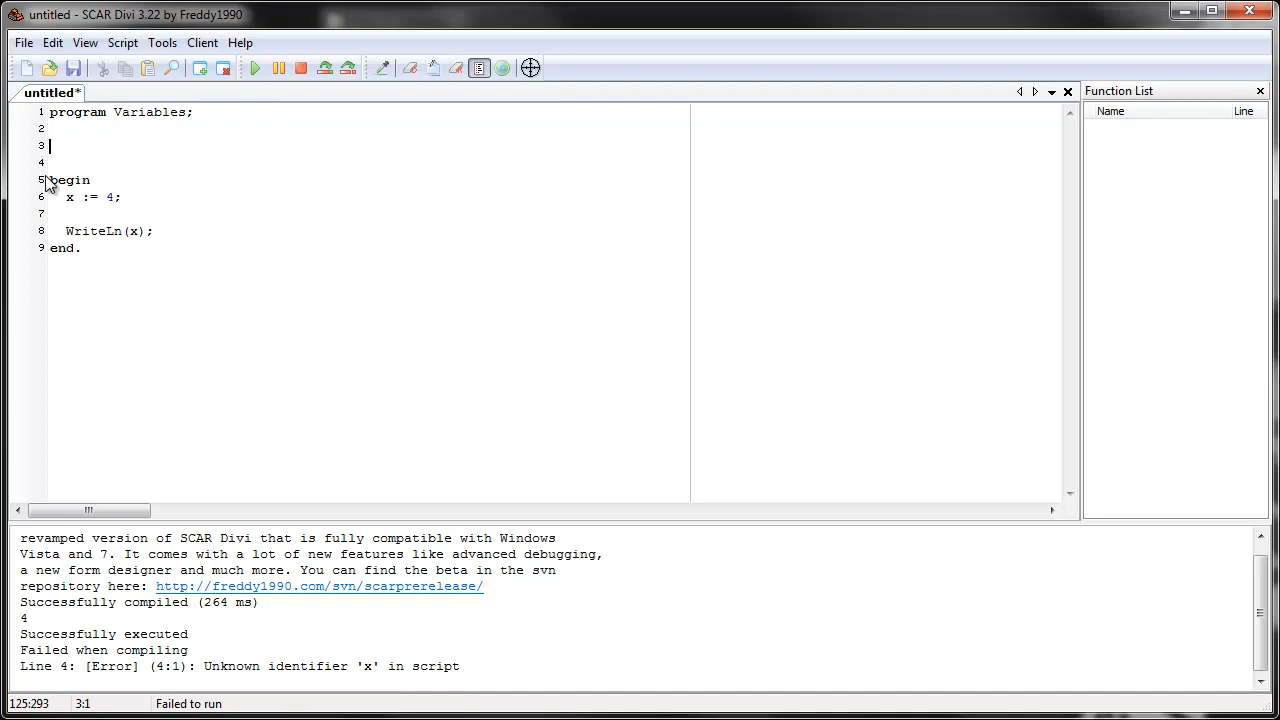 untitled - SCAR Divi 3.22 by Freddy1990
File Edit View Script Tools Client Help
untitled*
Function List
Name Line
1 program Variables;
2
3
4
5 begin
6 x := 4;
7
8 WriteLn(x);
9 end.
revamped version of SCAR Divi that is fully compatible with Windows
Vista and 7. It comes with a lot of new features like advanced debugging,
a new form designer and much more. You can find the beta in the svn
repository here: http://freddy1990.com/svn/scarprerelease/
Successfully compiled (264 ms)
4
Successfully executed
Failed when compiling
Line 4: [Error] (4:1): Unknown identifier 'x' in script
125:293 3:1 Failed to run